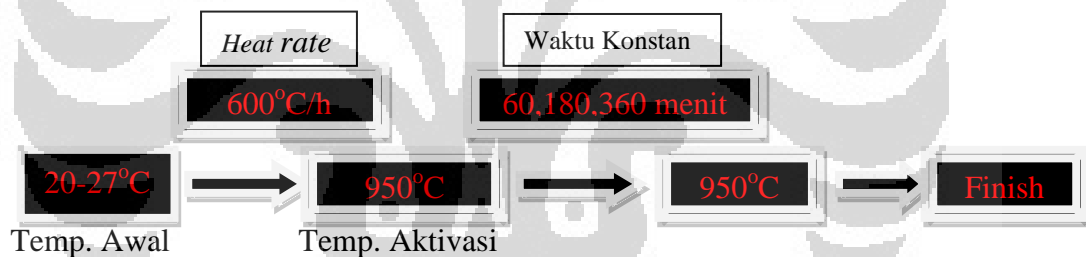 Heat rate
Waktu Konstan
600°C/h
60,180,360 menit
20-27°C
950°C
950°C
Finish
Temp. Awal
Temp. Aktivasi